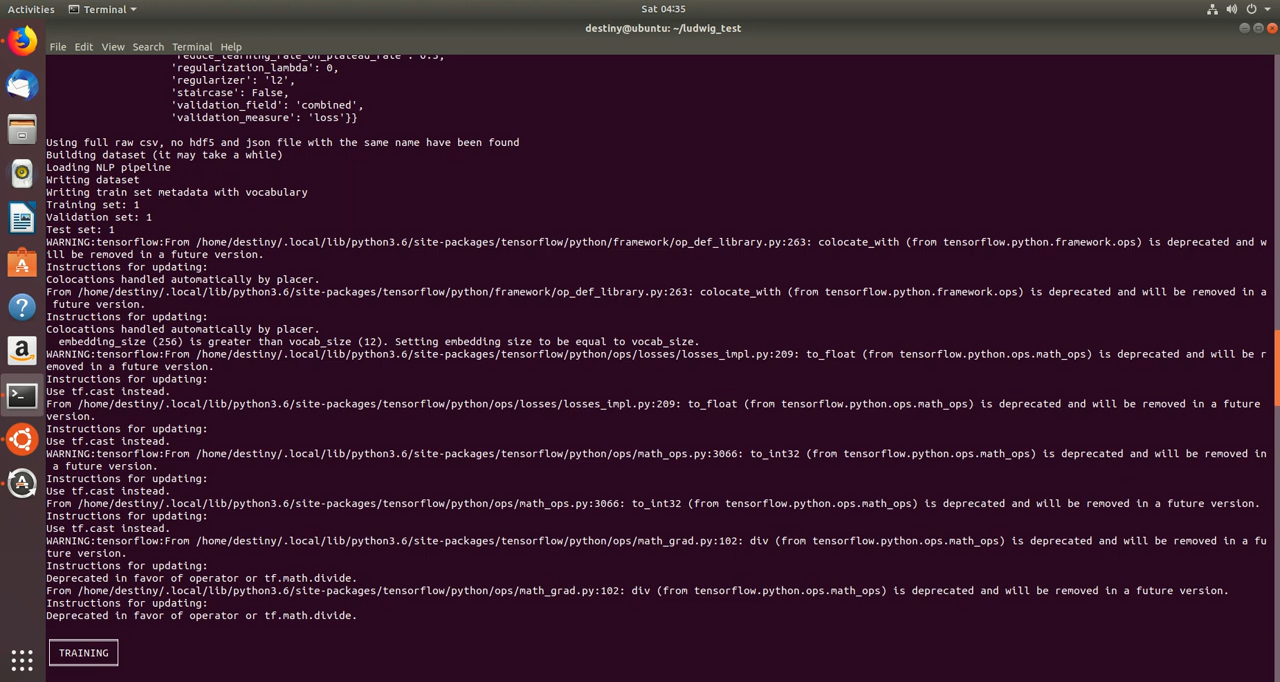 Activities Terminal Sat 04:35
destiny@ubuntu: ~/ludwig_test
File Edit View Search Terminal Help
'reduce_learning_rate_on_plateau_rate': 0.5,
'regularization_lambda': 0,
'regularizer': 'l2',
'staircase': False,
'validation_field': 'combined',
'validation_measure': 'loss'}}
Using full raw csv, no hdf5 and json file with the same name have been found
Building dataset (it may take a while)
Loading NLP pipeline
Writing dataset
Writing train set metadata with vocabulary
Training set: 1
Validation set: 1
Test set: 1
WARNING:tensorflow:From /home/destiny/.local/lib/python3.6/site-packages/tensorflow/python/framework/op_def_library.py:263: colocate_with (from tensorflow.python.framework.ops) is deprecated and w
ill be removed in a future version.
Instructions for updating:
Colocations handled automatically by placer.
From /home/destiny/.local/lib/python3.6/site-packages/tensorflow/python/framework/op_def_library.py:263: colocate_with (from tensorflow.python.framework.ops) is deprecated and will be removed in a
future version.
Instructions for updating:
Colocations handled automatically by placer.
embedding_size (256) is greater than vocab_size (12). Setting embedding size to be equal to vocab_size.
WARNING:tensorflow:From /home/destiny/.local/lib/python3.6/site-packages/tensorflow/python/ops/losses/losses_impl.py:209: to_float (from tensorflow.python.ops.math_ops) is deprecated and will be r
emoved in a future version.
Instructions for updating:
Use tf.cast instead.
From /home/destiny/.local/lib/python3.6/site-packages/tensorflow/python/ops/losses/losses_impl.py:209: to_float (from tensorflow.python.ops.math_ops) is deprecated and will be removed in a future
version.
Instructions for updating:
Use tf.cast instead.
WARNING:tensorflow:From /home/destiny/.local/lib/python3.6/site-packages/tensorflow/python/ops/math_ops.py:3066: to_int32 (from tensorflow.python.ops.math_ops) is deprecated and will be removed in
a future version.
Instructions for updating:
Use tf.cast instead.
From /home/destiny/.local/lib/python3.6/site-packages/tensorflow/python/ops/math_ops.py:3066: to_int32 (from tensorflow.python.ops.math_ops) is deprecated and will be removed in a future version.
Instructions for updating:
Use tf.cast instead.
WARNING:tensorflow:From /home/destiny/.local/lib/python3.6/site-packages/tensorflow/python/ops/math_grad.py:102: div (from tensorflow.python.ops.math_ops) is deprecated and will be removed in a fu
ture version.
Instructions for updating:
Deprecated in favor of operator or tf.math.divide.
From /home/destiny/.local/lib/python3.6/site-packages/tensorflow/python/ops/math_grad.py:102: div (from tensorflow.python.ops.math_ops) is deprecated and will be removed in a future version.
Instructions for updating:
Deprecated in favor of operator or tf.math.divide.
TRAINING